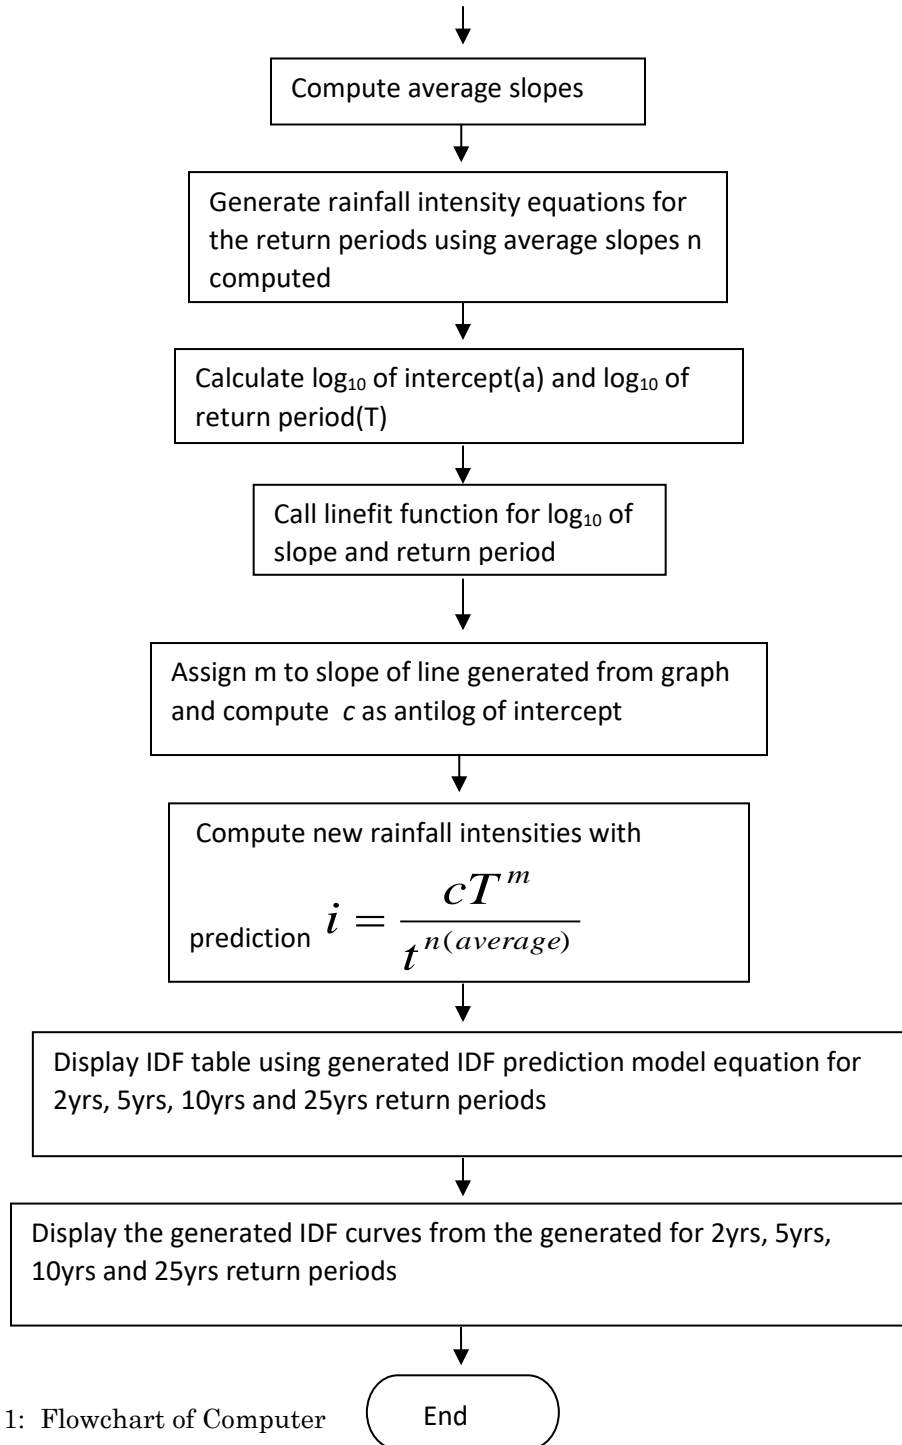 Compute average slopes
Generate rainfall intensity equations for
the return periods using average slopes n
computed
Calculate log₁₀ of intercept(a) and log₁₀ of
return period(T)
Call linefit function for log₁₀ of
slope and return period
Assign m to slope of line generated from graph
and compute c as antilog of intercept
Compute new rainfall intensities with
prediction i = cT^m / t^n(average)
Display IDF table using generated IDF prediction model equation for
2yrs, 5yrs, 10yrs and 25yrs return periods
Display the generated IDF curves from the generated for 2yrs, 5yrs,
10yrs and 25yrs return periods
End
1: Flowchart of Computer